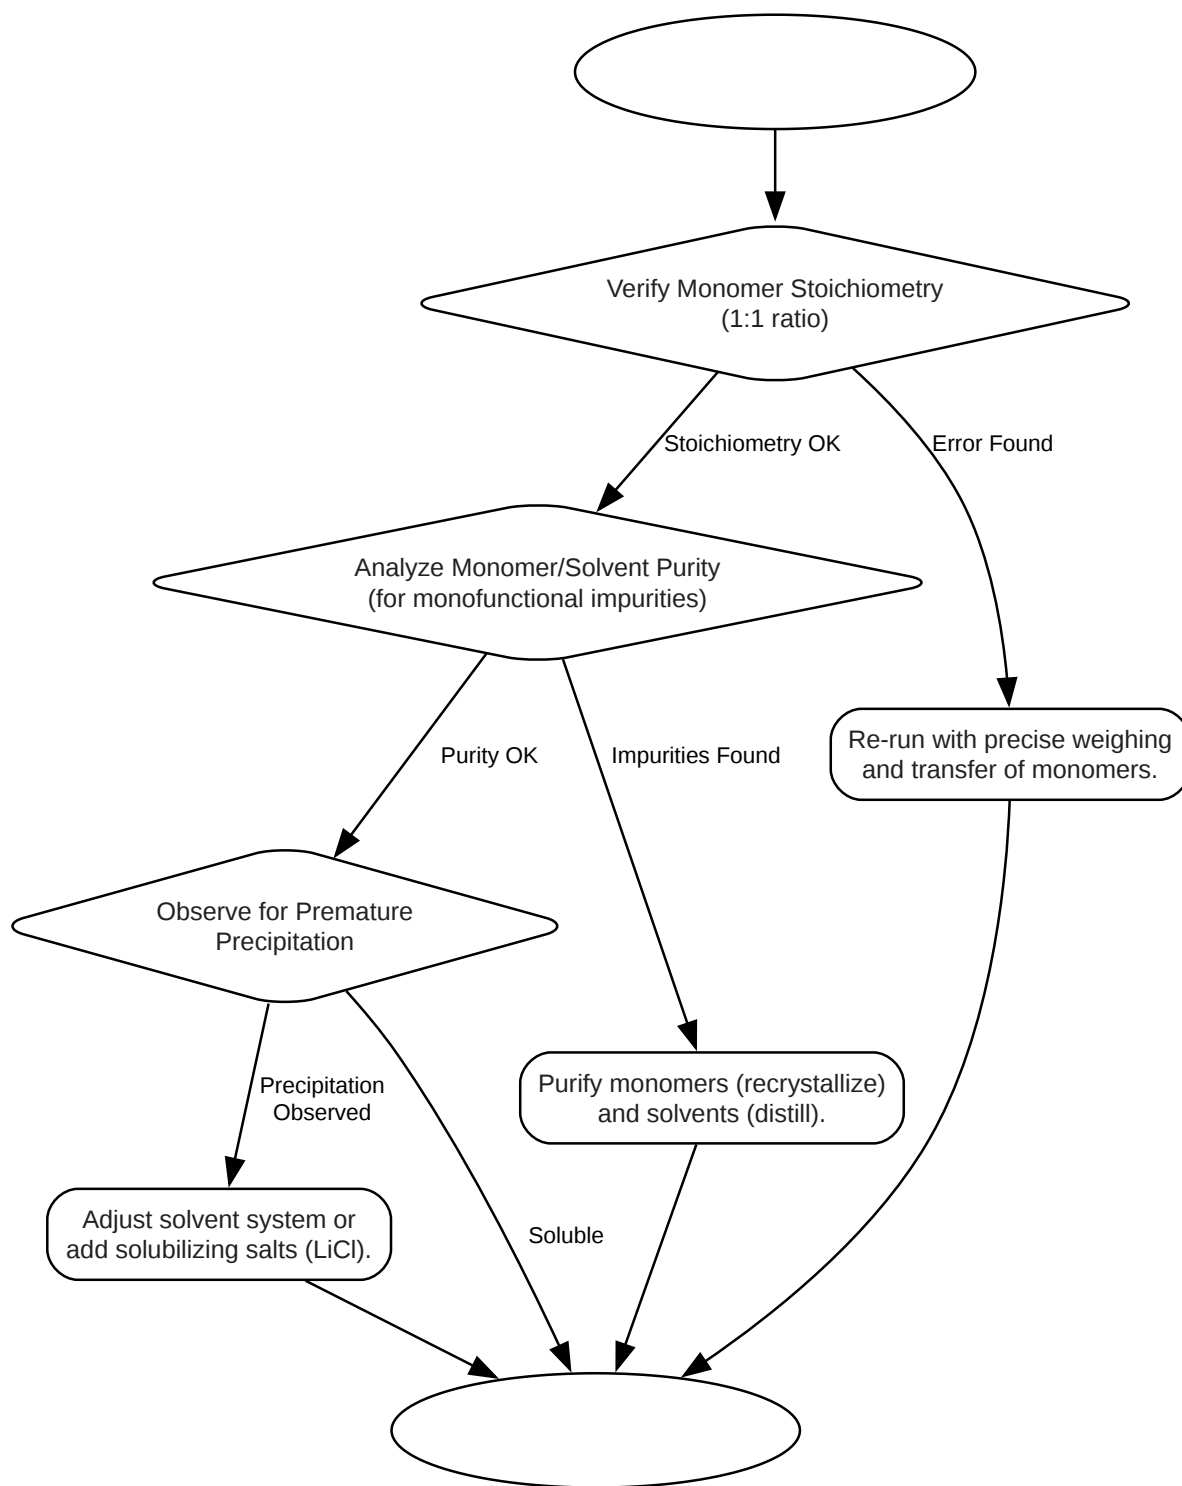 Verify Monomer Stoichiometry
(1:1 ratio)
Stoichiometry OK
Error Found
Analyze Monomer/Solvent Purity
(for monofunctional impurities)
Re-run with precise weighing
and transfer of monomers.
Purity OK
Impurities Found
Observe for Premature
Precipitation
Precipitation
Observed
Purify monomers (recrystallize)
and solvents (distill).
Adjust solvent system or
add solubilizing salts (LiCl).
Soluble